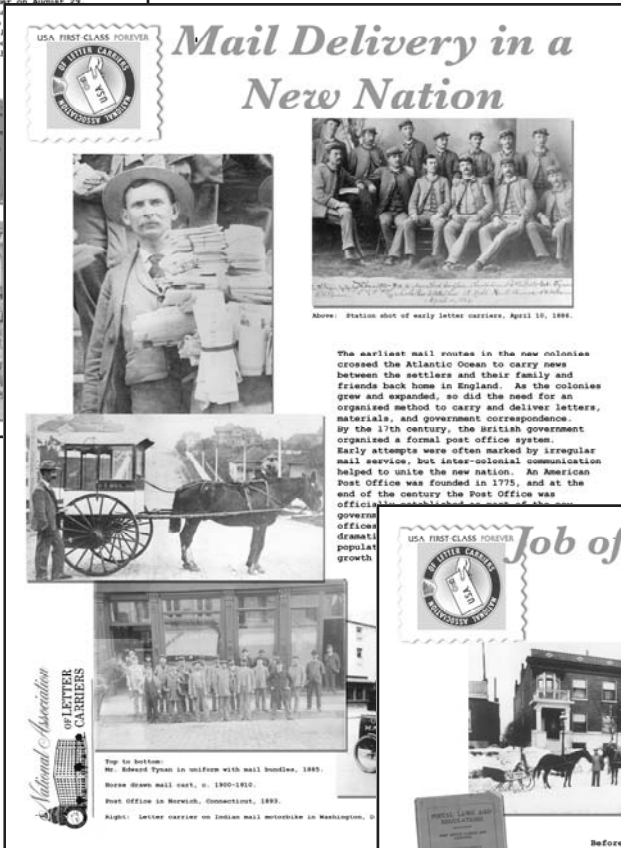 ar on August 29
USA FIRST-CLASS FOREVER
NATIONAL ASSOCIATION OF LETTER CARRIERS
USA
Mail Delivery in a
New Nation
Above: Station shot of early letter carriers, April 10, 1886.
The earliest mail routes in the new colonies
crossed the Atlantic Ocean to carry news
between the settlers and their family and
friends back home in England. As the colonies
grew and expanded, so did the need for an
organized method to carry and deliver letters,
materials, and government correspondence.
By the 17th century, the British government
organized a formal post office system.
Early attempts were often marked by irregular
mail service, but inter-colonial communication
helped to unite the new nation. An American
Post Office was founded in 1775, and at the
end of the century the Post Office was
officially established as part of the new
governm
offices
dramati
populat
growth
National Association
OF LETTER
CARRIERS
Top to bottom:
Mr. Edward Tynan in uniform with mail bundles, 1885.
Horse drawn mail cart, c. 1900-1910.
Post Office in Norwich, Connecticut, 1893.
Right: Letter carrier on Indian mail motorbike in Washington, D
USA FIRST-CLASS FOREVER
NATIONAL ASSOCIATION OF LETTER CARRIERS
USA
Job of
POSTAL LAWS AND
REGULATIONS
Before